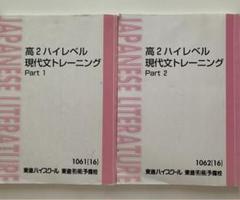 JAPANESE LITERATURE
高2ハイレベル
現代文トレーニング
Part 1
1061(16)
東進ハイスクール 東進衛星予備校
JAPANESE LITERATURE
高2ハイレベル
現代文トレーニング
Part 2
1062(16)
東進ハイスクール 東進衛星予備校